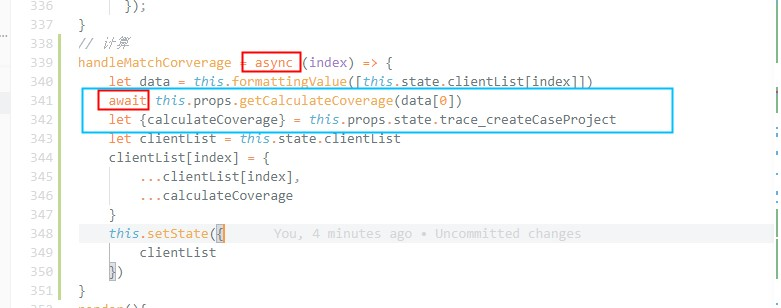 336 });
337 }
338 // 计算
339 handleMatchCorverage = async (index) => {
340 let data = this.formattingValue([this.state.clientList[index]])
341 await this.props.getCalculateCoverage(data[0])
342 let {calculateCoverage} = this.props.state.trace_createCaseProject
343 let clientList = this.state.clientList
344 clientList[index] = {
345 ...clientList[index],
346 ...calculateCoverage
347 }
348 this.setState({ You, 4 minutes ago • Uncommitted changes
349 clientList
350 })
351 }